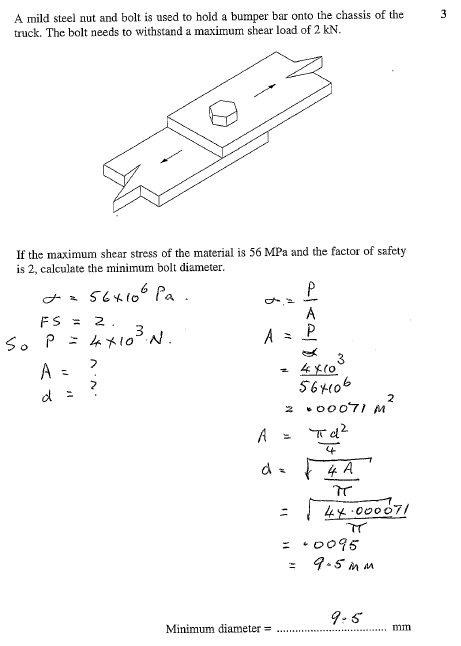 A mild steel nut and bolt is used to hold a bumper bar onto the chassis of the
3
truck. The bolt needs to withstand a maximum shear load of 2 kN.
If the maximum shear stress of the material is 56 MPa and the factor of safety
is 2, calculate the minimum bolt diameter.
σ = 56×10⁶ Pa.
FS = 2.
So P = 4×10³ N.
A = ?
d = ?
σ = P/A
A = P/σ
= 4×10³/56×10⁶
= .00071 M²
A = πd²/4
d = √(4A/π)
= √(4×.000071/π)
= .0095
= 9.5 mm
Minimum diameter = 9.5 mm